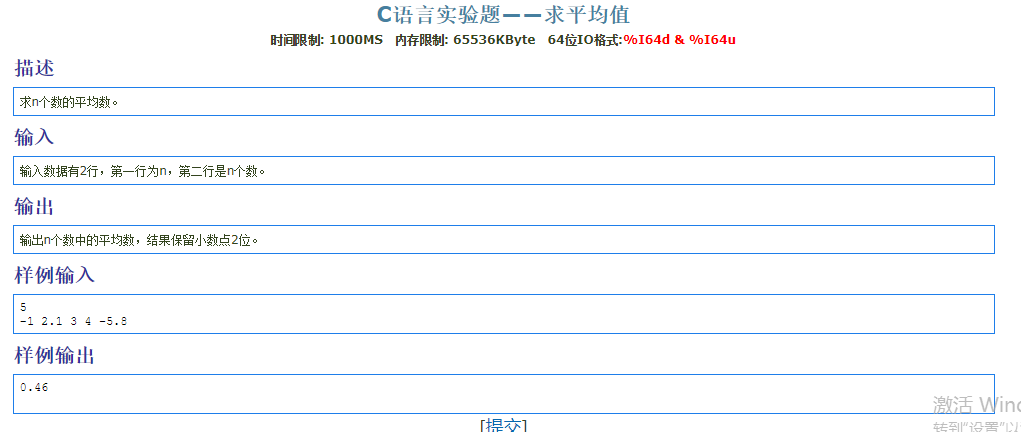 C语言实验题——求平均值
时间限制: 1000MS 内存限制: 65536KByte 64位IO格式:%I64d & %I64u
描述
求n个数的平均数。
输入
输入数据有2行，第一行为n，第二行是n个数。
输出
输出n个数中的平均数，结果保留小数点2位。
样例输入
5
-1 2.1 3 4 -5.8
样例输出
0.46
激活 Wind
[提交]
转到"设置"以